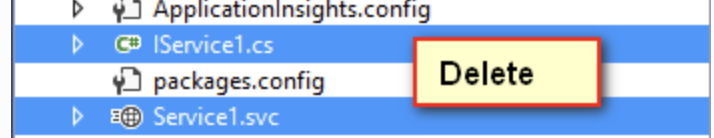 ApplicationInsights.config
C# IService1.cs
packages.config
Delete
Service1.svc